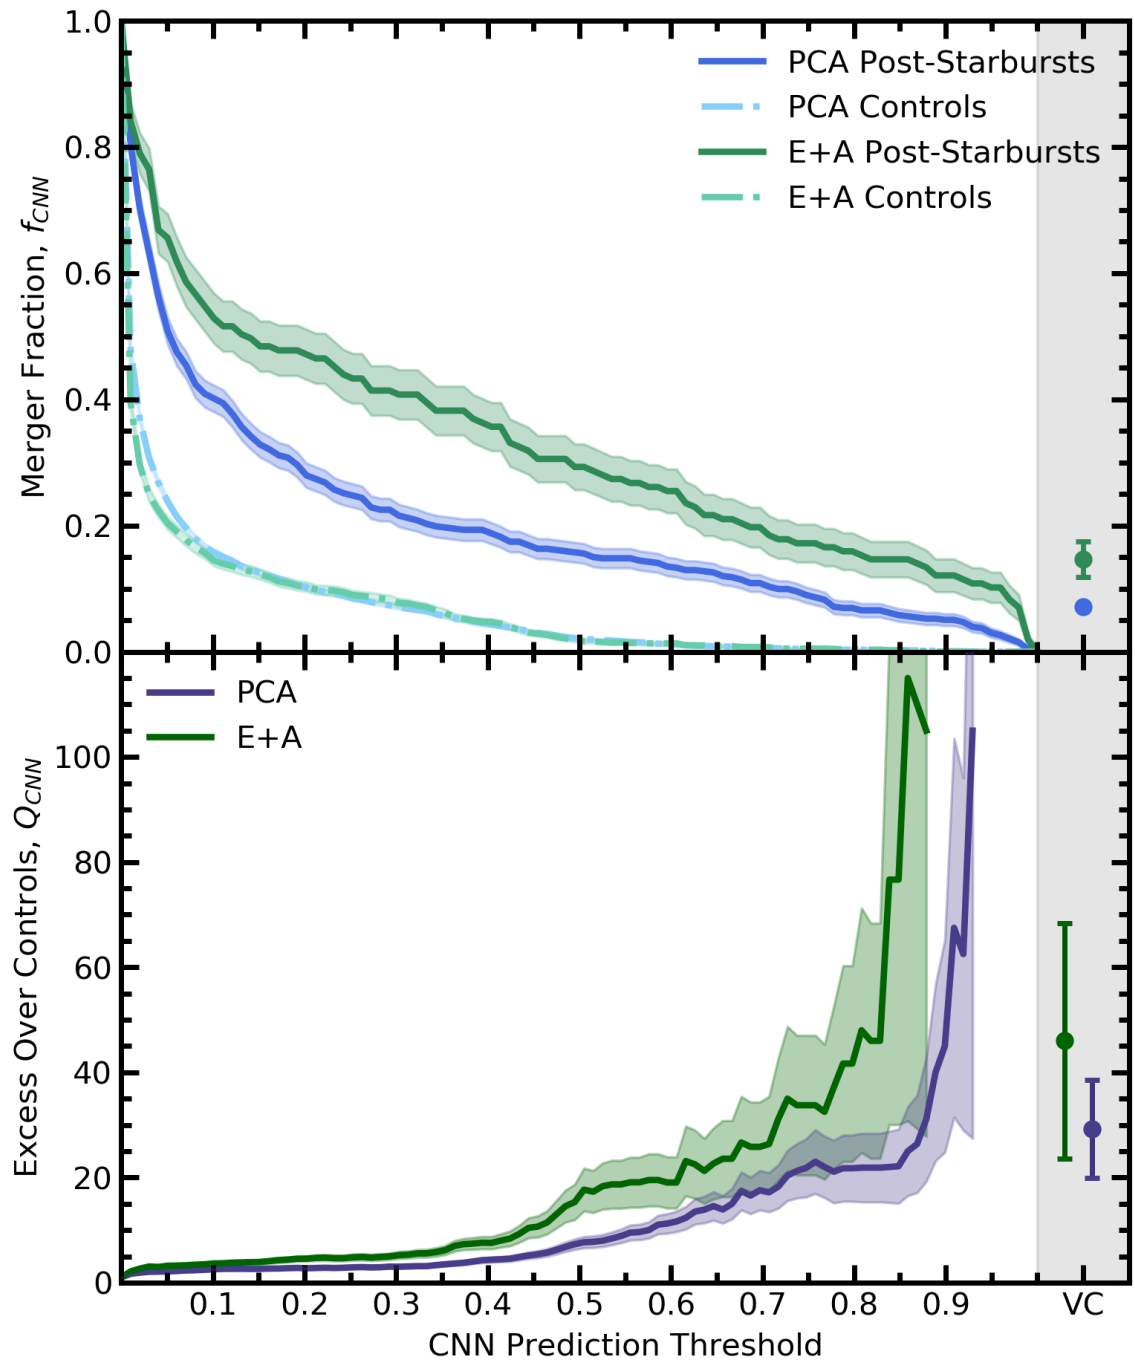 1.0
0.8
0.6
0.4
0.2
0.0
Merger Fraction, f_CNN
PCA Post-Starbursts
PCA Controls
E+A Post-Starbursts
E+A Controls
100
80
60
40
20
0
Excess Over Controls, Q_CNN
PCA
E+A
0.1 0.2 0.3 0.4 0.5 0.6 0.7 0.8 0.9 VC
CNN Prediction Threshold